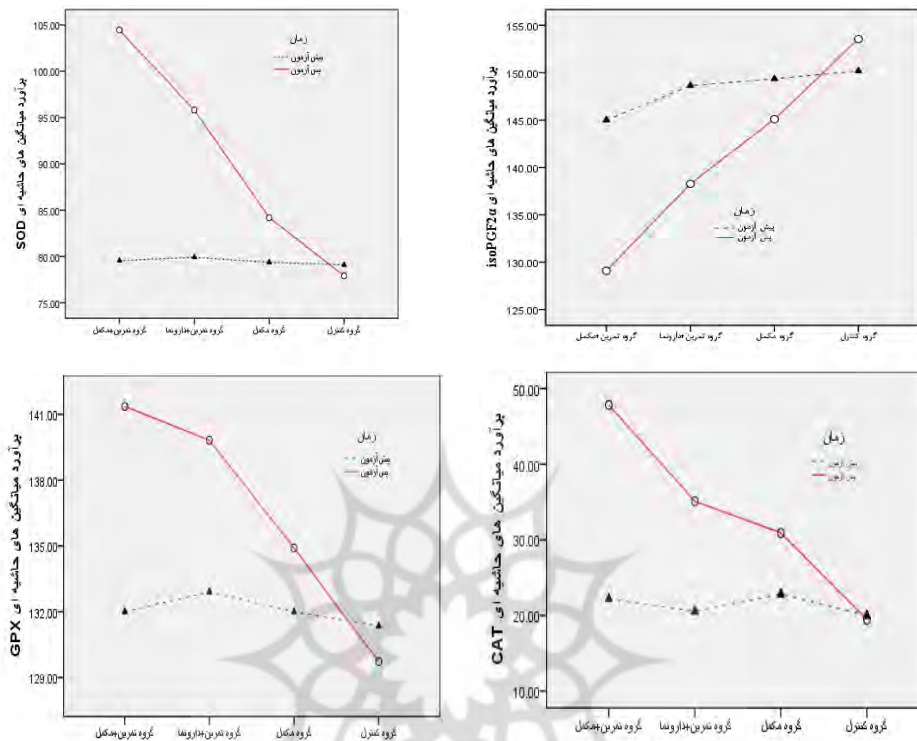 برآورد میانگین های حاشیه ای SOD
105.00
100.00
95.00
90.00
85.00
80.00
75.00
زمان
پیش آزمون
پس آزمون
گروه تمرین+مکمل
گروه تمرین+دارونما
گروه مکمل
گروه کنترل
برآورد میانگین های حاشیه ای isoPGF2α
155.00
150.00
145.00
140.00
135.00
130.00
125.00
زمان
پیش آزمون
پس آزمون
گروه تمرین+مکمل
گروه تمرین+دارونما
گروه مکمل
گروه کنترل
برآورد میانگین های حاشیه ای GPX
141.00
138.00
135.00
132.00
129.00
زمان
پیش آزمون
پس آزمون
گروه تمرین+مکمل
گروه تمرین+دارونما
گروه مکمل
گروه کنترل
برآورد میانگین های حاشیه ای CAT
50.00
40.00
30.00
20.00
10.00
زمان
پیش آزمون
پس آزمون
گروه تمرین+مکمل
گروه تمرین+دارونما
گروه مکمل
گروه کنترل